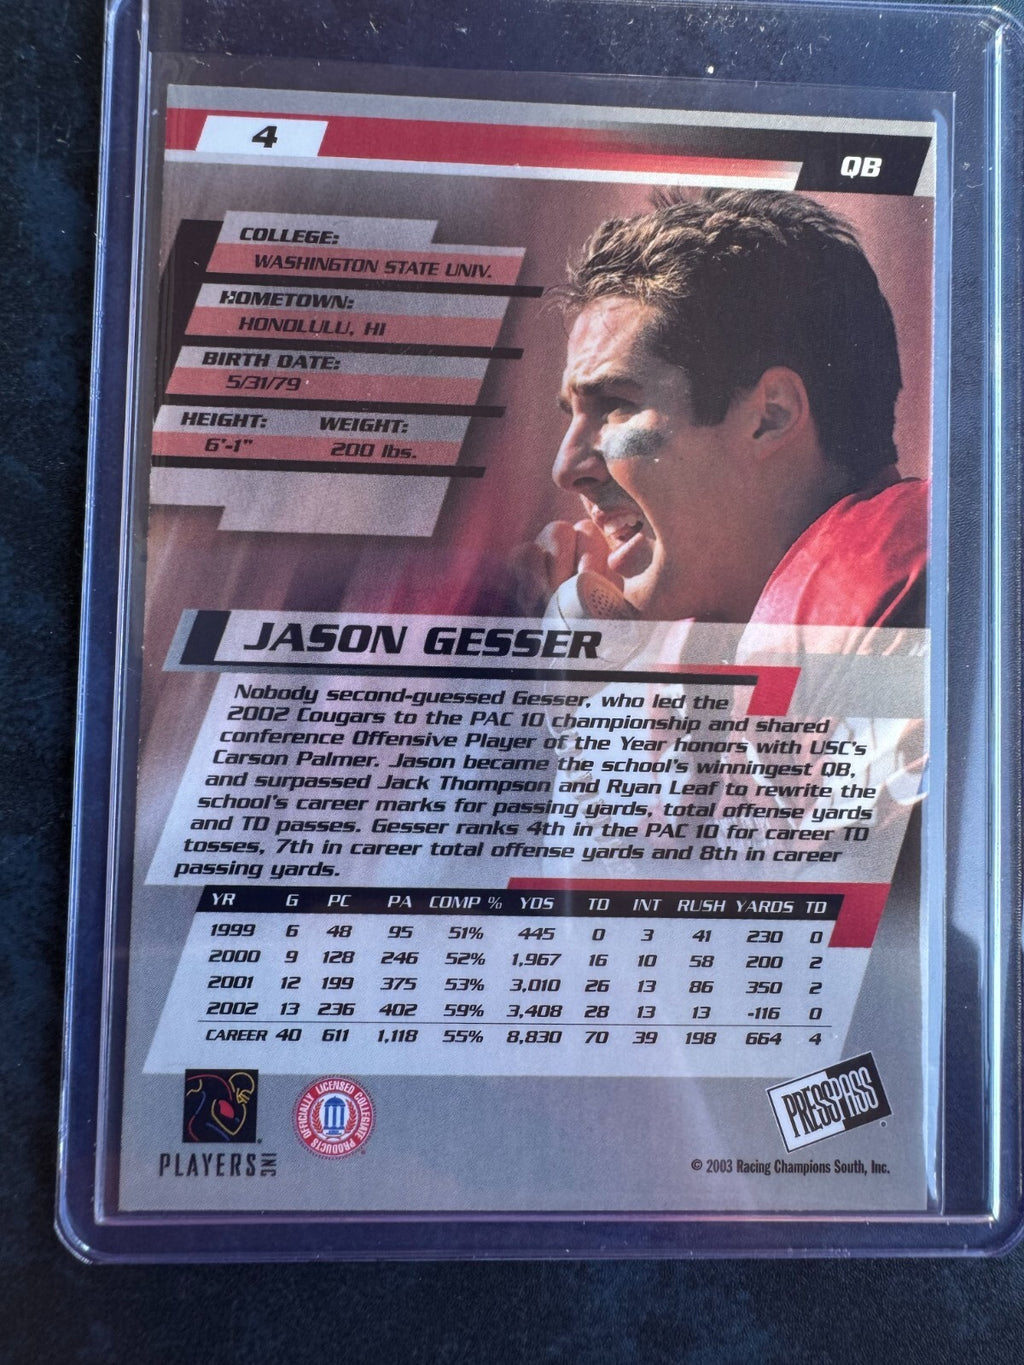 4
QB
COLLEGE:
WASHINGTON STATE UNIV.
HOMETOWN:
HONOLULU, HI
BIRTH DATE:
5/31/79
HEIGHT: WEIGHT:
6'-1" 200 lbs.
JASON GESSER
Nobody second-guessed Gesser, who led the
2002 Cougars to the PAC 10 championship and shared
conference Offensive Player of the Year honors with USC's
Carson Palmer. Jason became the school's winningest QB,
and surpassed Jack Thompson and Ryan Leaf to rewrite the
school's career marks for passing yards, total offense yards
and TD passes. Gesser ranks 4th in the PAC 10 for career TD
tosses, 7th in career total offense yards and 8th in career
passing yards.
YR G PC PA COMP % YDS TD INT RUSH YARDS TD
1999 6 48 95 51% 445 0 3 41 230 0
2000 9 128 246 52% 1,967 16 10 58 200 2
2001 12 199 375 53% 3,010 26 13 86 350 2
2002 13 236 402 59% 3,408 28 13 13 -116 0
CAREER 40 611 1,118 55% 8,830 70 39 198 664 4
PLAYERS INC
OFFICIALLY LICENSED COLLEGIATE PRODUCTS
PRESS PASS
© 2003 Racing Champions South, Inc.